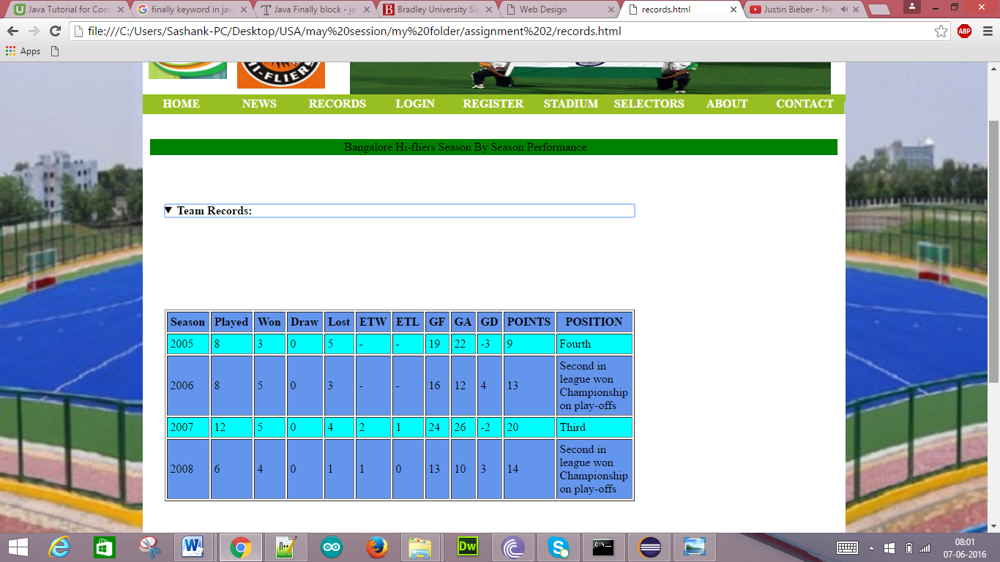 Java Tutorial for Com
finally keyword in jav
Java Finally block - ja
Bradley University Sig
Web Design
records.html
Justin Bieber - Ne
file:///C:/Users/Sashank-PC/Desktop/USA/may%20session/my%20folder/assignment%202/records.html
ABP
Apps
HI-FLIERS
HOME NEWS RECORDS LOGIN REGISTER STADIUM SELECTORS ABOUT CONTACT
Bangalore Hi-fliers Season By Season Performance
Team Records:
Season Played Won Draw Lost ETW ETL GF GA GD POINTS POSITION
2005 8 3 0 5 - - 19 22 -3 9 Fourth
2006 8 5 0 3 - - 16 12 4 13 Second in
league won
Championship
on play-offs
2007 12 5 0 4 2 1 24 26 -2 20 Third
2008 6 4 0 1 1 0 13 10 3 14 Second in
league won
Championship
on play-offs
08:01
07-06-2016